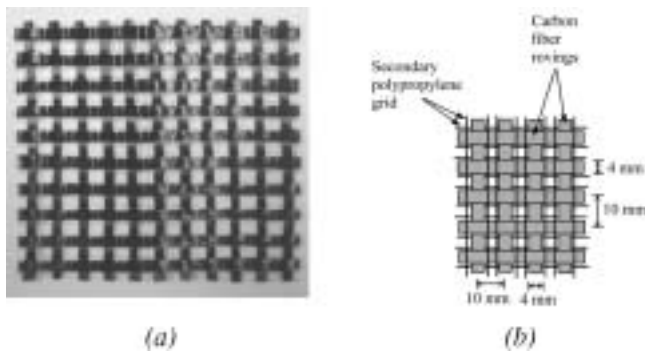 Carbon
fiber
rovings
Secondary
polypropylene
grid
4 mm
10 mm
10 mm
4 mm
(a)
(b)